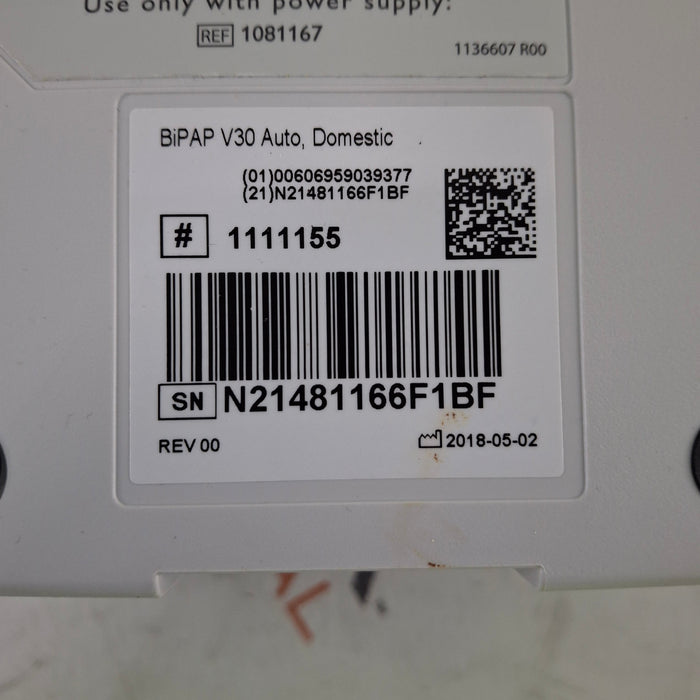 Use only with power supply:
REF 1081167
1136607 R00
BiPAP V30 Auto, Domestic
(01)00606959039377
(21)N21481166F1BF
# 1111155
SN N21481166F1BF
REV 00
2018-05-02